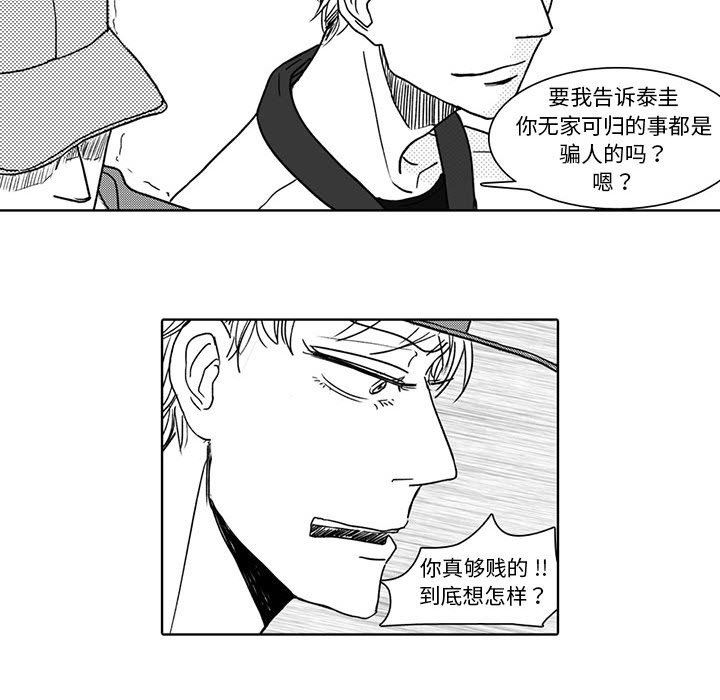 要我告诉泰圭
你无家可归的事都是
骗人的吗？
嗯？
你真够贱的 !!
到底想怎样？